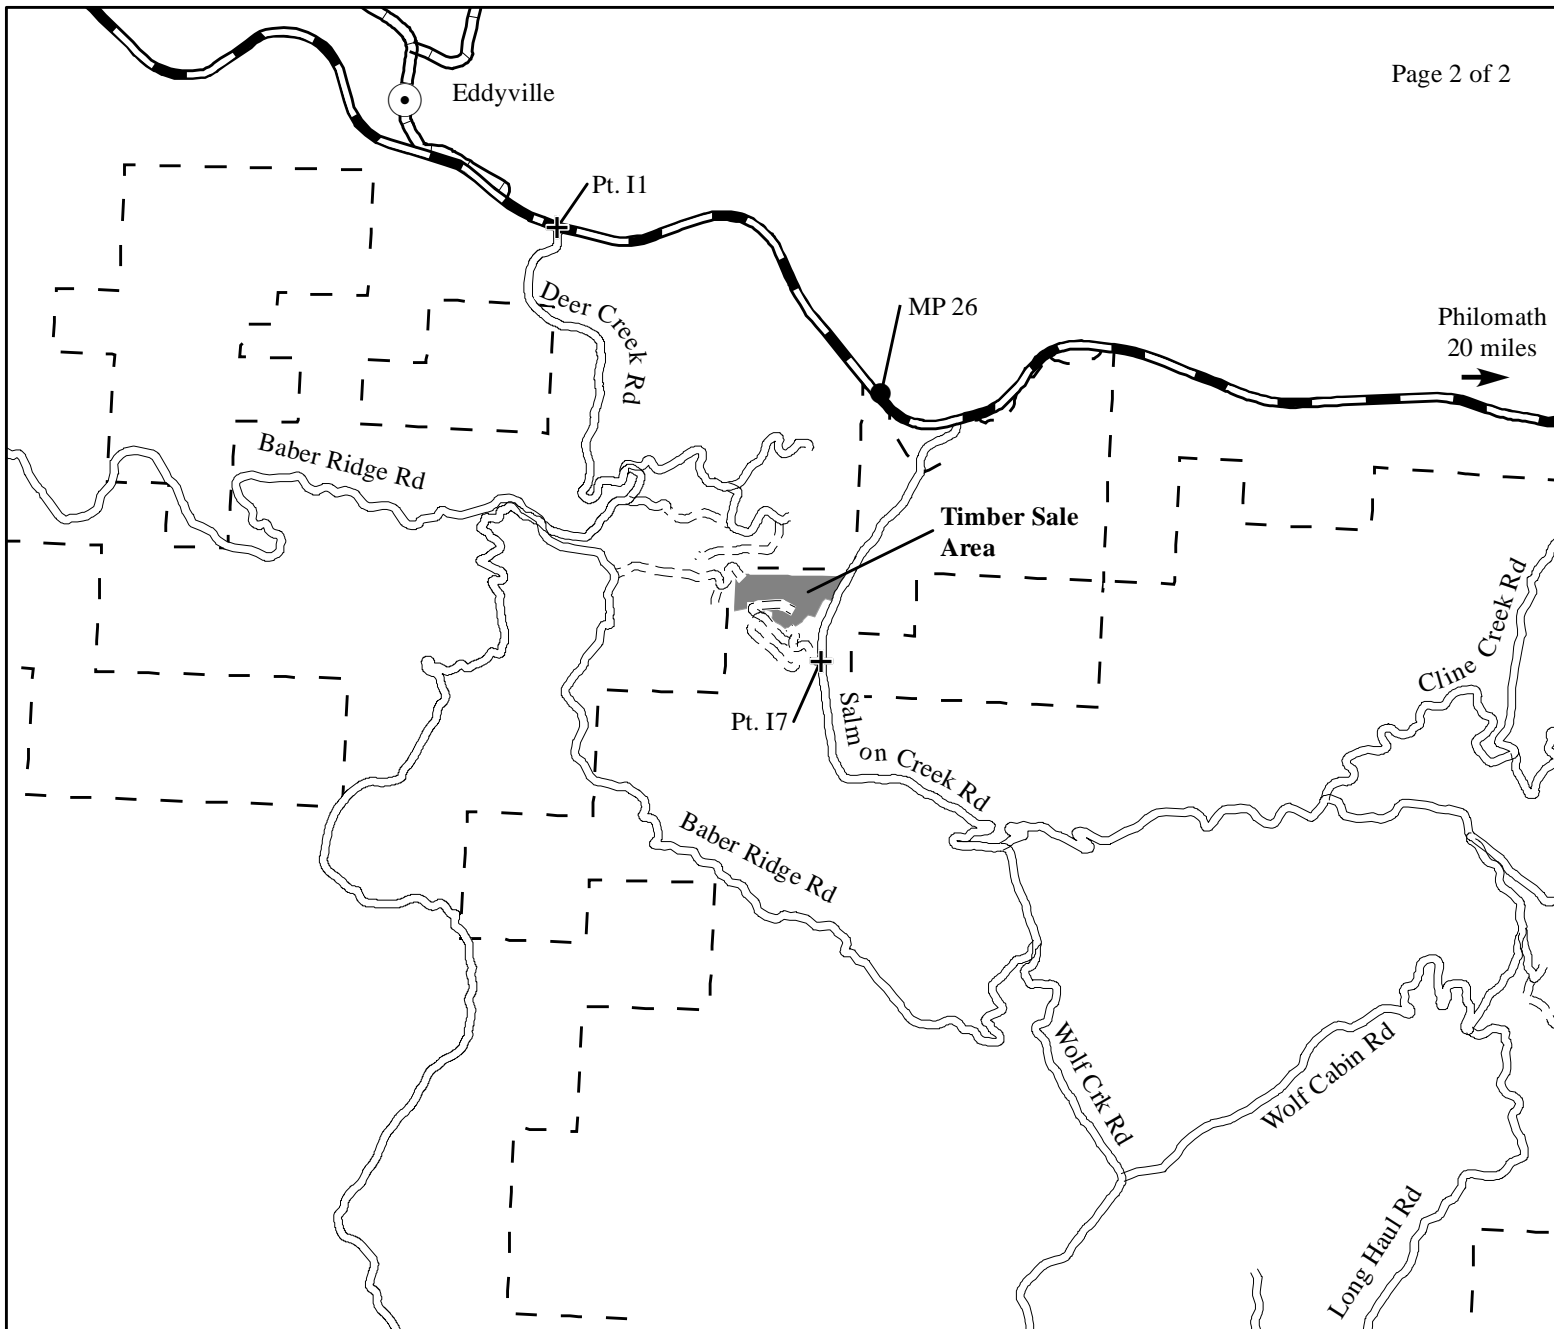 Page 2 of 2
Eddyville
Pt. I1
Deer Creek Rd
MP 26
Philomath
20 miles
Baber Ridge Rd
Timber Sale
Area
Cline Creek Rd
Pt. I7
Salmon Creek Rd
Baber Ridge Rd
Wolf Crk Rd
Wolf Cabin Rd
Long Haul Rd